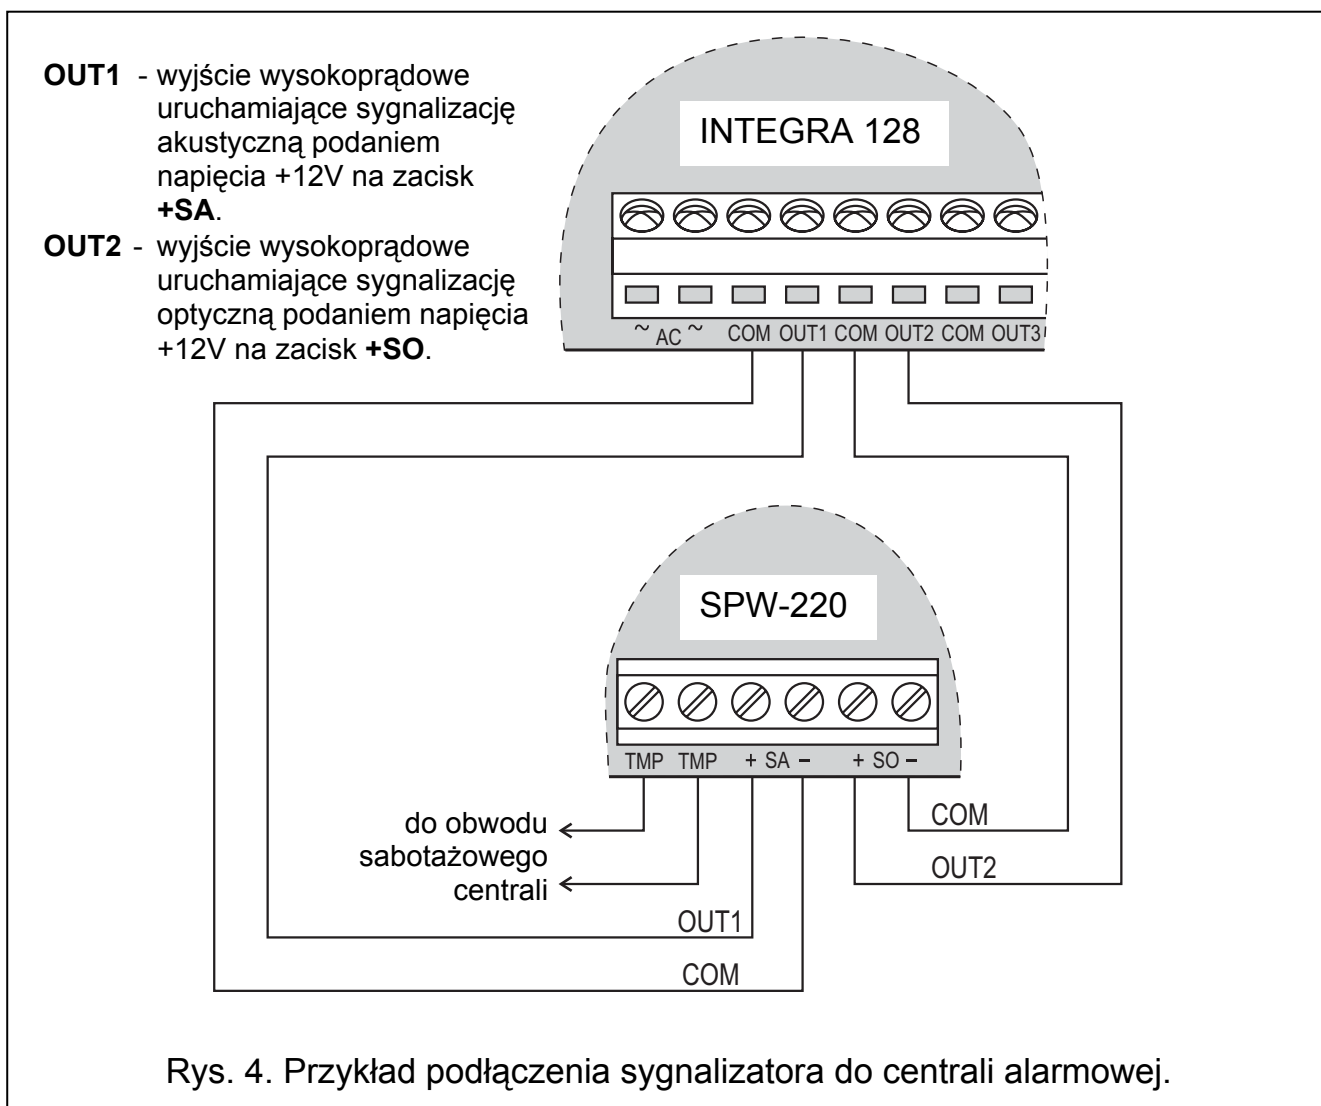 OUT1 - wyjście wysokoprądowe
uruchamiające sygnalizację
akustyczną podaniem
napięcia +12V na zacisk
+SA.
OUT2 - wyjście wysokoprądowe
uruchamiające sygnalizację
optyczną podaniem napięcia
+12V na zacisk +SO.
INTEGRA 128
~ AC ~ COM OUT1 COM OUT2 COM OUT3
SPW-220
TMP TMP + SA - + SO -
do obwodu
sabotażowego
centrali
COM
OUT2
OUT1
COM
Rys. 4. Przykład podłączenia sygnalizatora do centrali alarmowej.